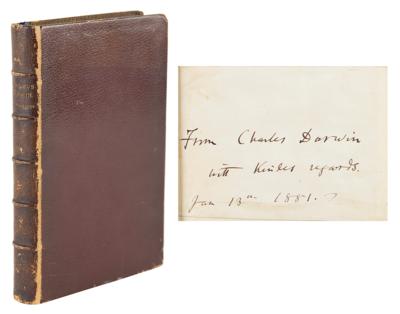 From Charles Darwin
with Kindest regards.
Jan 13th 1881.